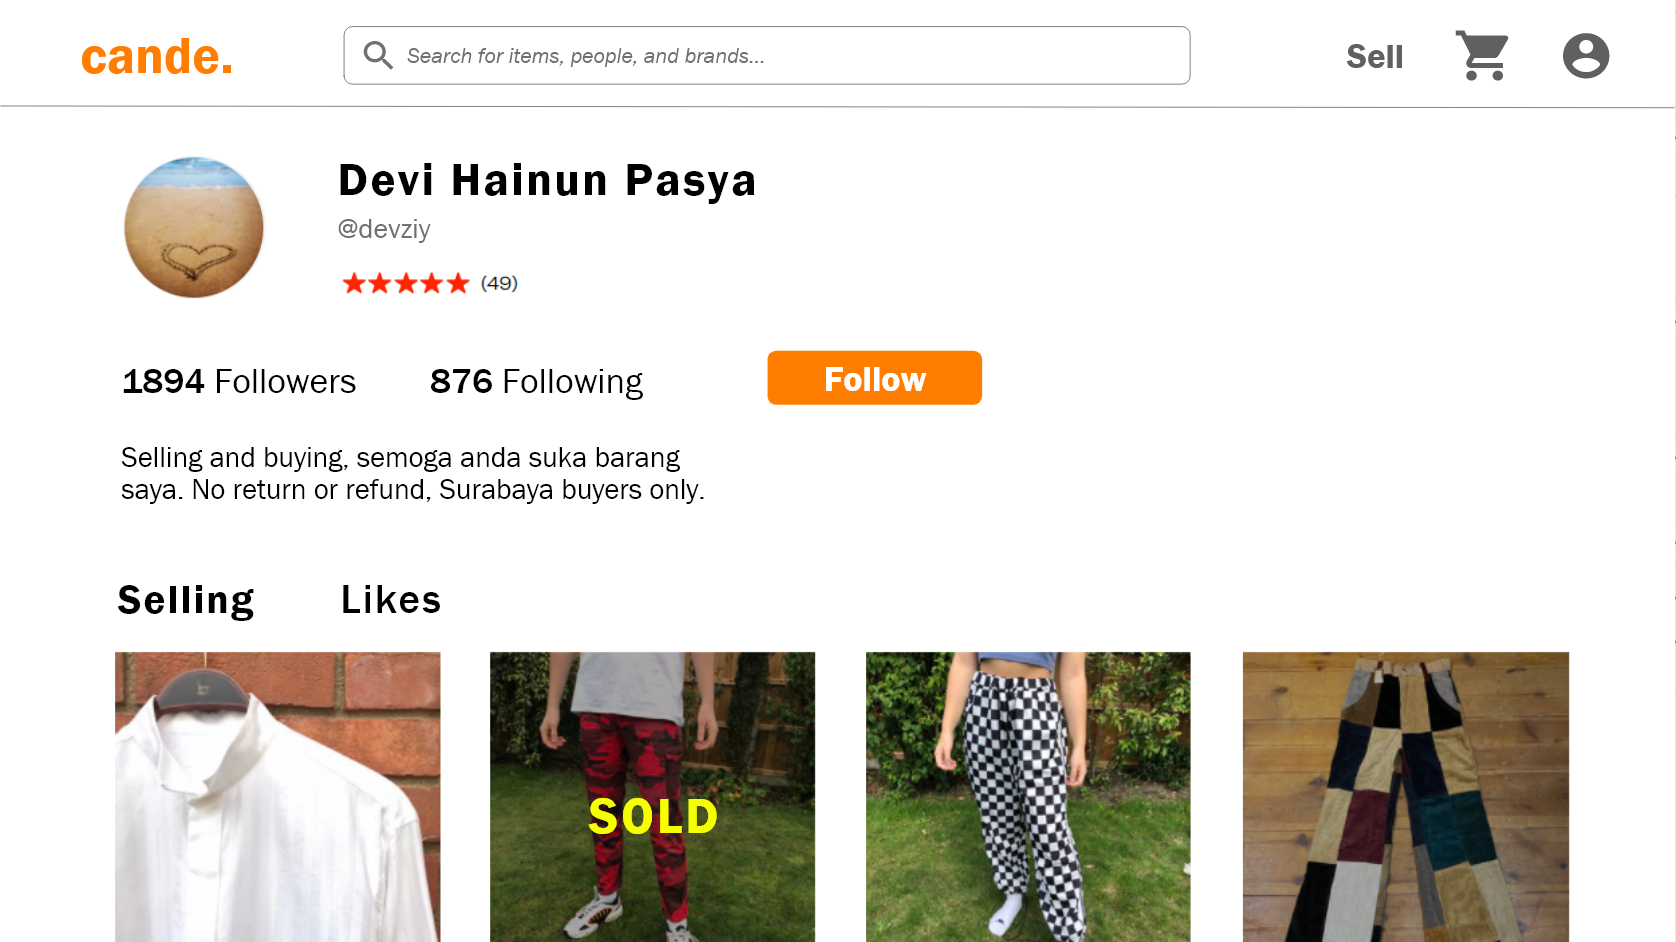 cande.
Search for items, people, and brands...
Sell
Devi Hainun Pasya
@devziy
(49)
1894 Followers
876 Following
Follow
Selling and buying, semoga anda suka barang
saya. No return or refund, Surabaya buyers only.
Selling
Likes
SOLD